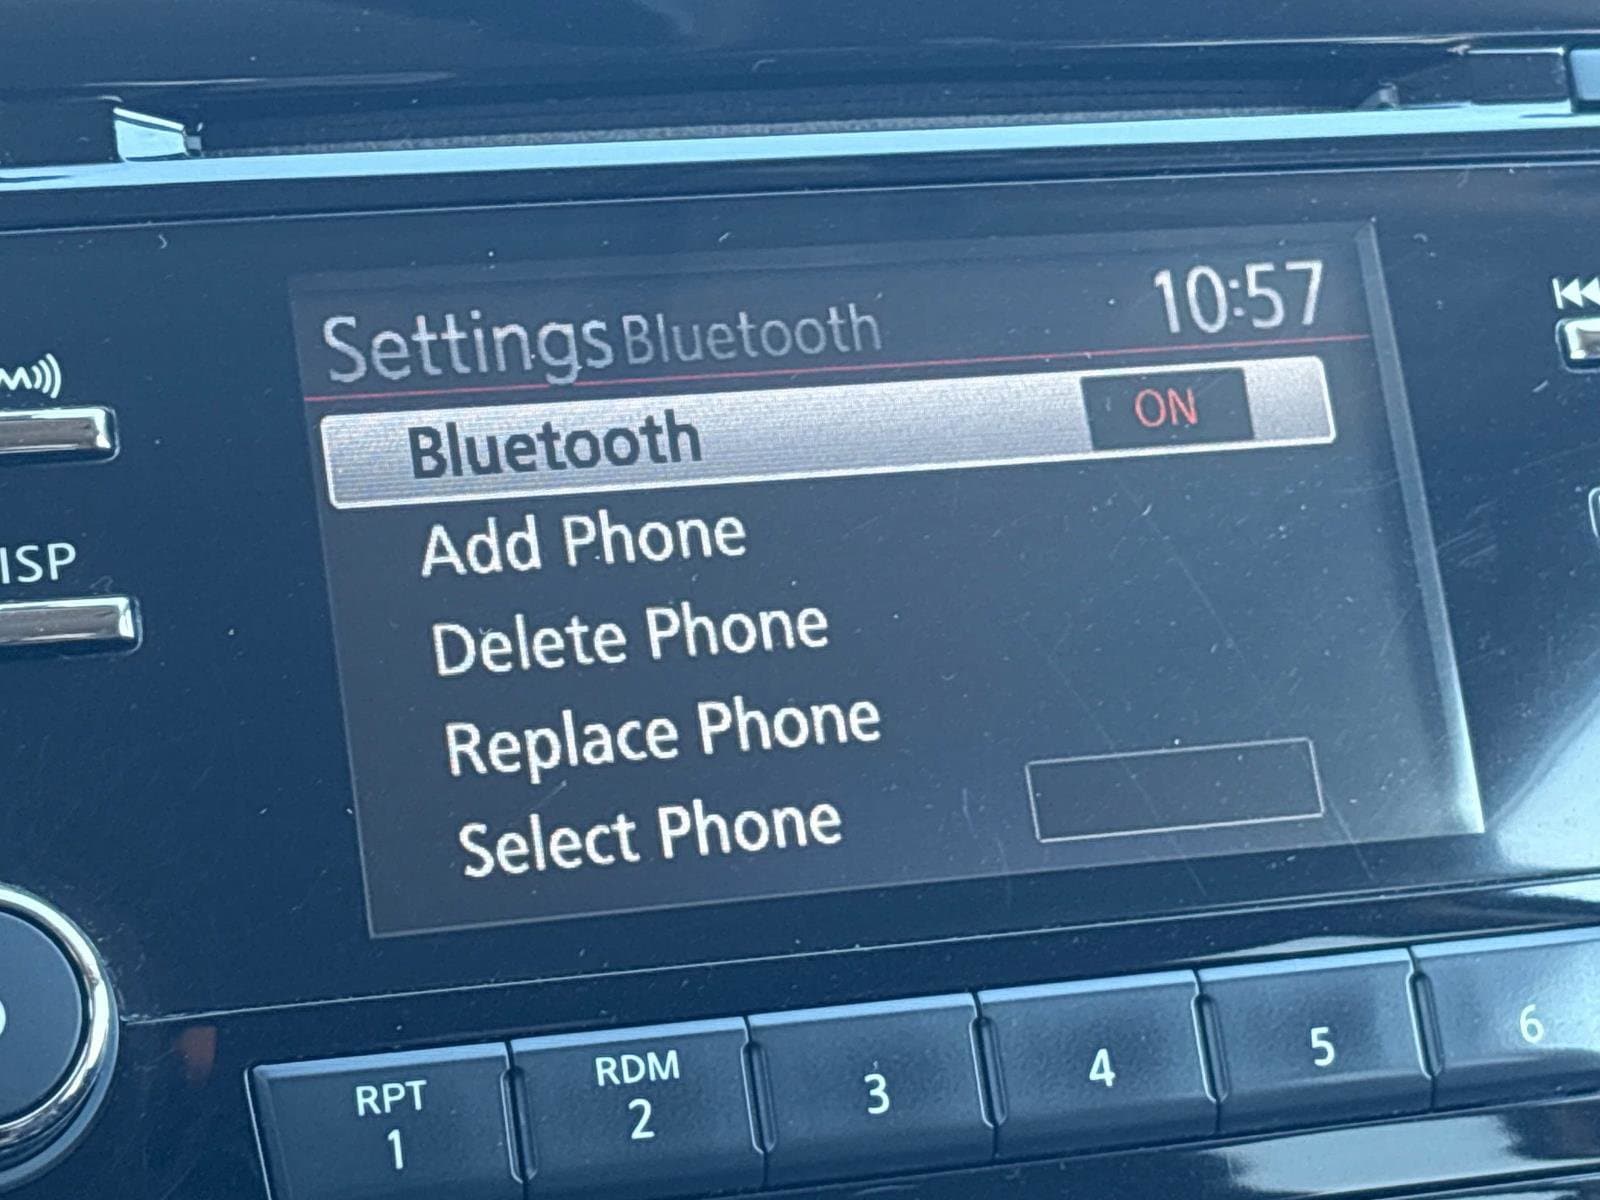 Settings Bluetooth 10:57
Bluetooth ON
Add Phone
Delete Phone
Replace Phone
Select Phone
RPT
1
RDM
2
3
4
5
6
M
ISP